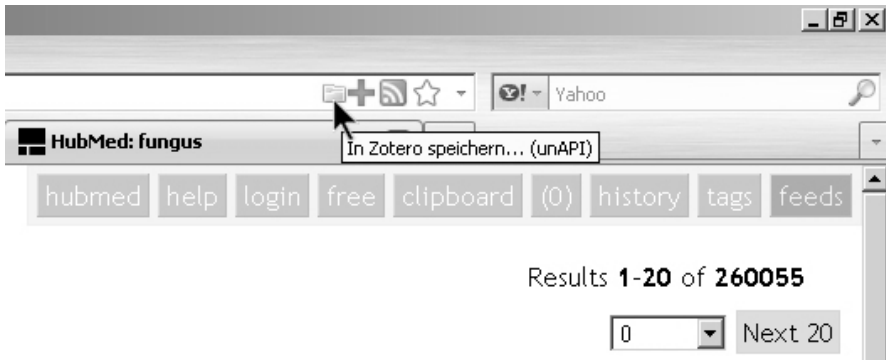 Y! Yahoo
HubMed: fungus
In Zotero speichern... (unAPI)
hubmed help login free clipboard (0) history tags feeds
Results 1-20 of 260055
0 Next 20